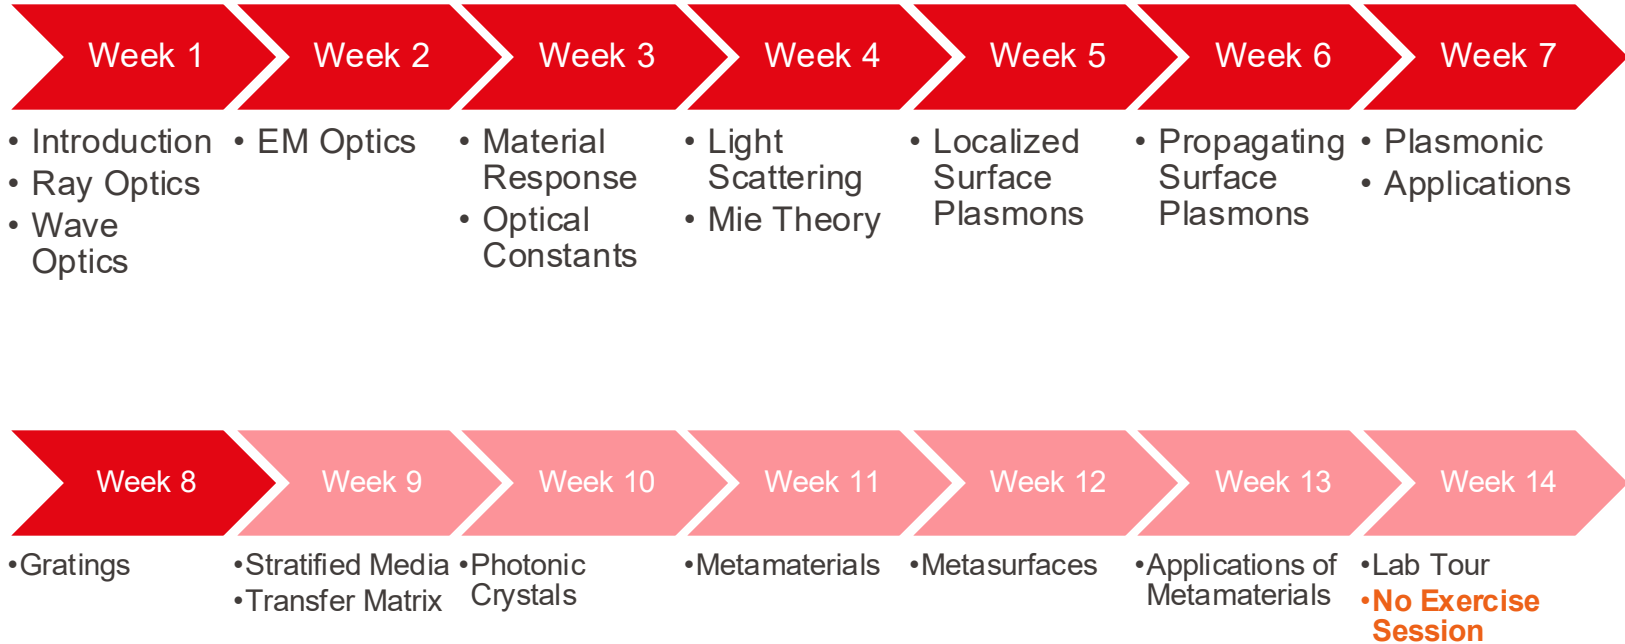 Week 1
Week 2
Week 3
Week 4
Week 5
Week 6
Week 7
• Introduction
• Ray Optics
• Wave
Optics
• EM Optics
• Material
Response
• Optical
Constants
• Light
Scattering
• Mie Theory
• Localized
Surface
Plasmons
• Propagating
Surface
Plasmons
• Plasmonic
• Applications
Week 8
Week 9
Week 10
Week 11
Week 12
Week 13
Week 14
•Gratings
•Stratified Media
•Transfer Matrix
•Photonic
Crystals
•Metamaterials
•Metasurfaces
•Applications of
Metamaterials
•Lab Tour
•No Exercise
Session